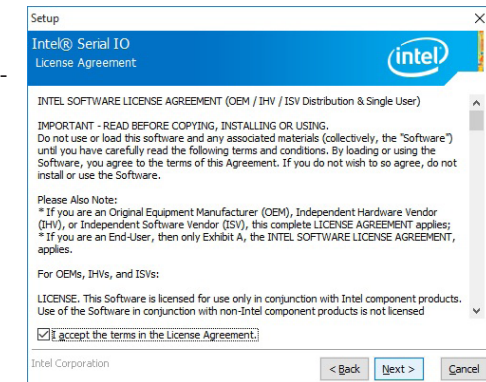 Setup
Intel® Serial IO
License Agreement
intel
INTEL SOFTWARE LICENSE AGREEMENT (OEM / IHV / ISV Distribution & Single User)
IMPORTANT - READ BEFORE COPYING, INSTALLING OR USING.
Do not use or load this software and any associated materials (collectively, the "Software")
until you have carefully read the following terms and conditions. By loading or using the
Software, you agree to the terms of this Agreement. If you do not wish to so agree, do not
install or use the Software.
Please Also Note:
* If you are an Original Equipment Manufacturer (OEM), Independent Hardware Vendor
(IHV), or Independent Software Vendor (ISV), this complete LICENSE AGREEMENT applies;
* If you are an End-User, then only Exhibit A, the INTEL SOFTWARE LICENSE AGREEMENT,
applies.
For OEMs, IHVs, and ISVs:
LICENSE. This Software is licensed for use only in conjunction with Intel component products.
Use of the Software in conjunction with non-Intel component products is not licensed
I accept the terms in the License Agreement.
Intel Corporation
< Back
Next >
Cancel